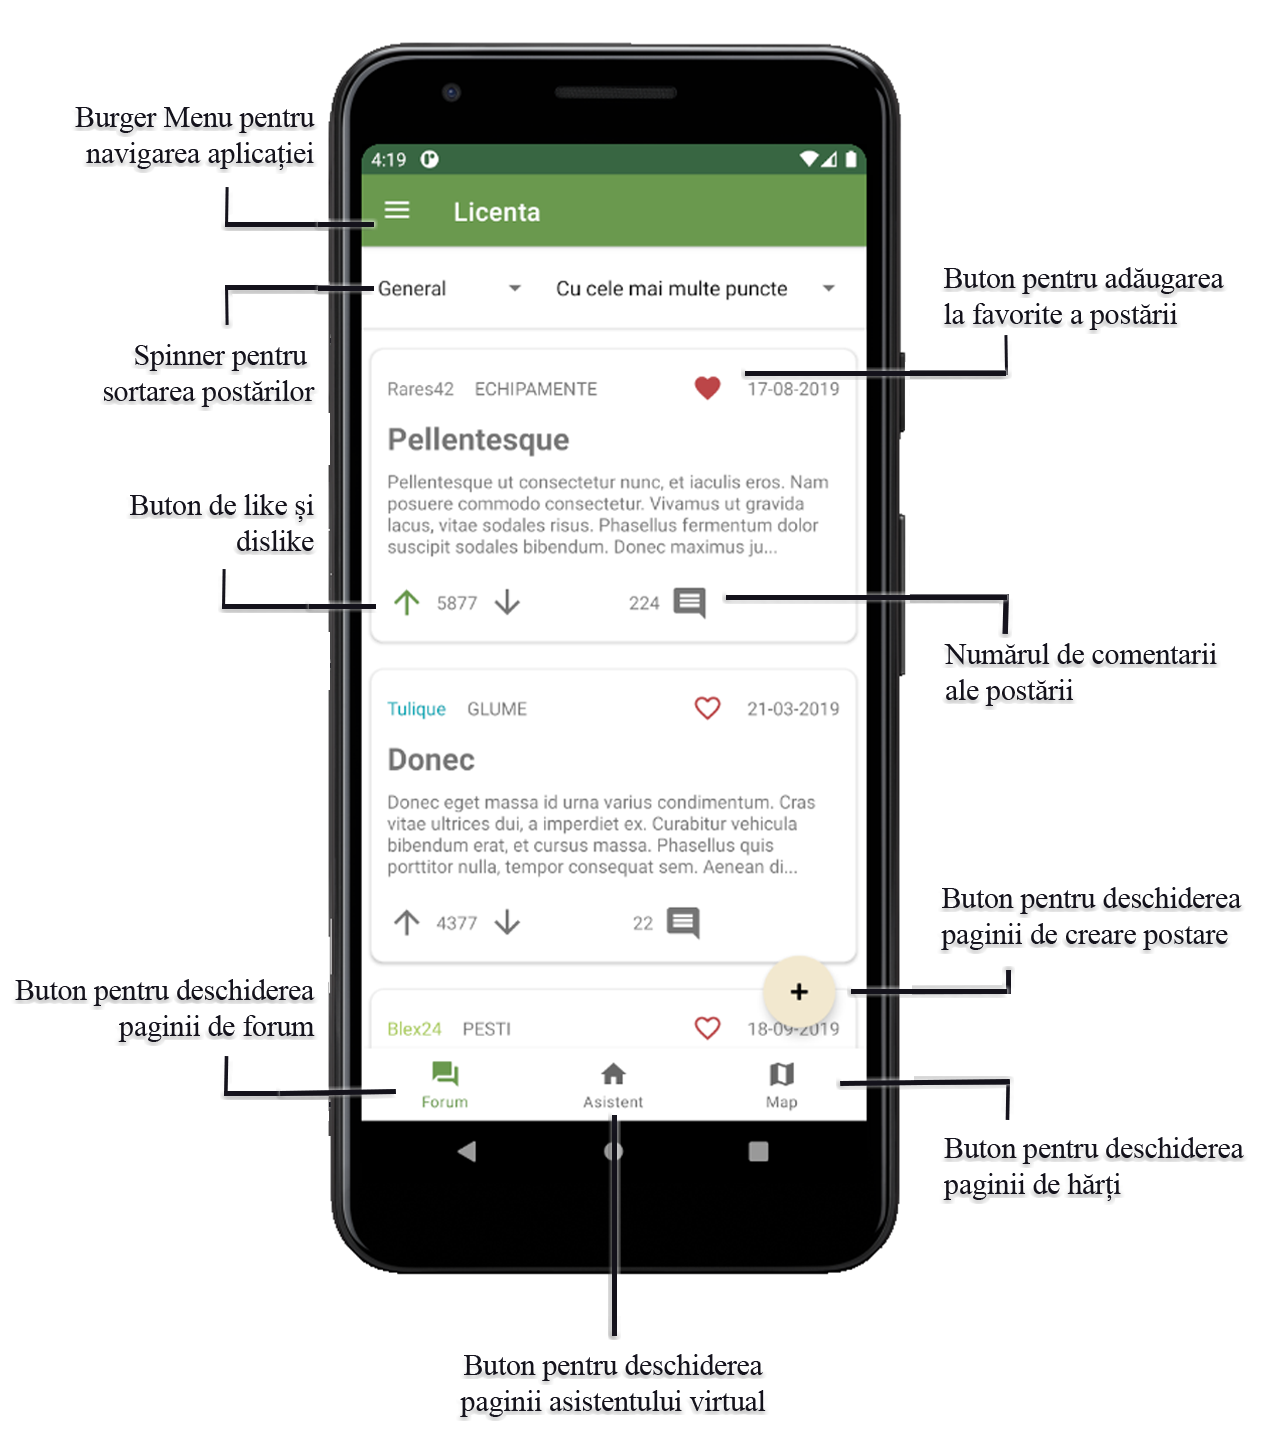 Burger Menu pentru
navigarea aplicației
4:19
Licenta
General
Cu cele mai multe puncte
Buton pentru adăugarea
la favorite a postării
Spinner pentru
sortarea postărilor
Rares42 ECHIPAMENTE 17-08-2019
Pellentesque
Pellentesque ut consectetur nunc, et iaculis eros. Nam
posuere commodo consectetur. Vivamus ut gravida
lacus, vitae sodales risus. Phasellus fermentum dolor
suscipit sodales bibendum. Donec maximus ju...
Buton de like și
dislike
5877 224
Numărul de comentarii
ale postării
Tulique GLUME 21-03-2019
Donec
Donec eget massa id urna varius condimentum. Cras
vitae ultrices dui, a imperdiet ex. Curabitur vehicula
bibendum erat, et cursus massa. Phasellus quis
porttitor nulla, tempor consequat sem. Aenean di...
4377 22
Buton pentru deschiderea
paginii de creare postare
Buton pentru deschiderea
paginii de forum
+
Blex24 PESTI 18-09-2019
Forum Asistent Map
Buton pentru deschiderea
paginii de hărți
Buton pentru deschiderea
paginii asistentului virtual